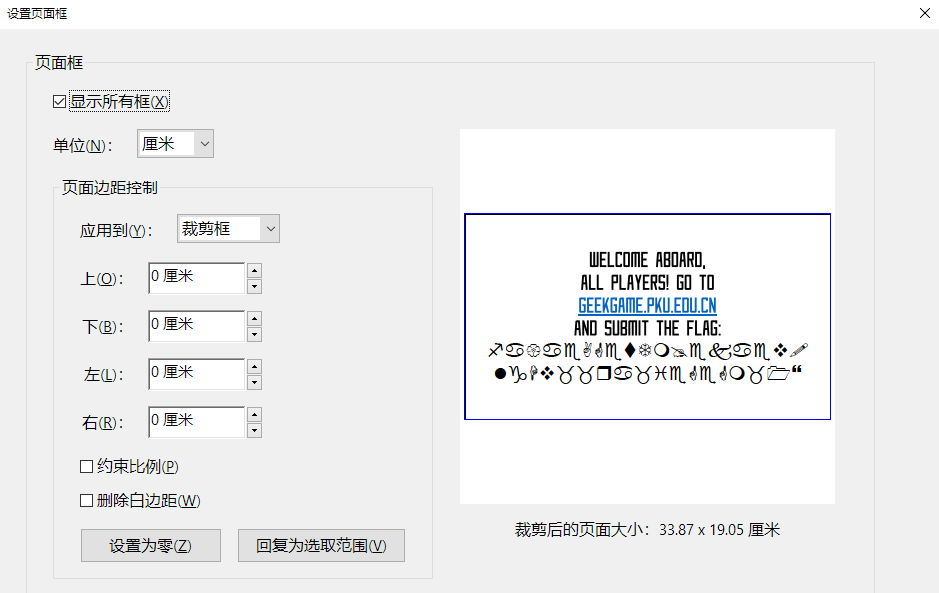 设置页面框
页面框
显示所有框(X)
单位(N)：
厘米
页面边距控制
应用到(Y)：
裁剪框
上(O)：
0 厘米
下(B)：
0 厘米
左(L)：
0 厘米
右(R)：
0 厘米
约束比例(P)
删除白边距(W)
设置为零(Z)
回复为选取范围(V)
WELCOME ABOARD,
ALL PLAYERS! GO TO
GEEKGAME.PKU.EDU.CN
AND SUBMIT THE FLAG:
裁剪后的页面大小：33.87 x 19.05 厘米